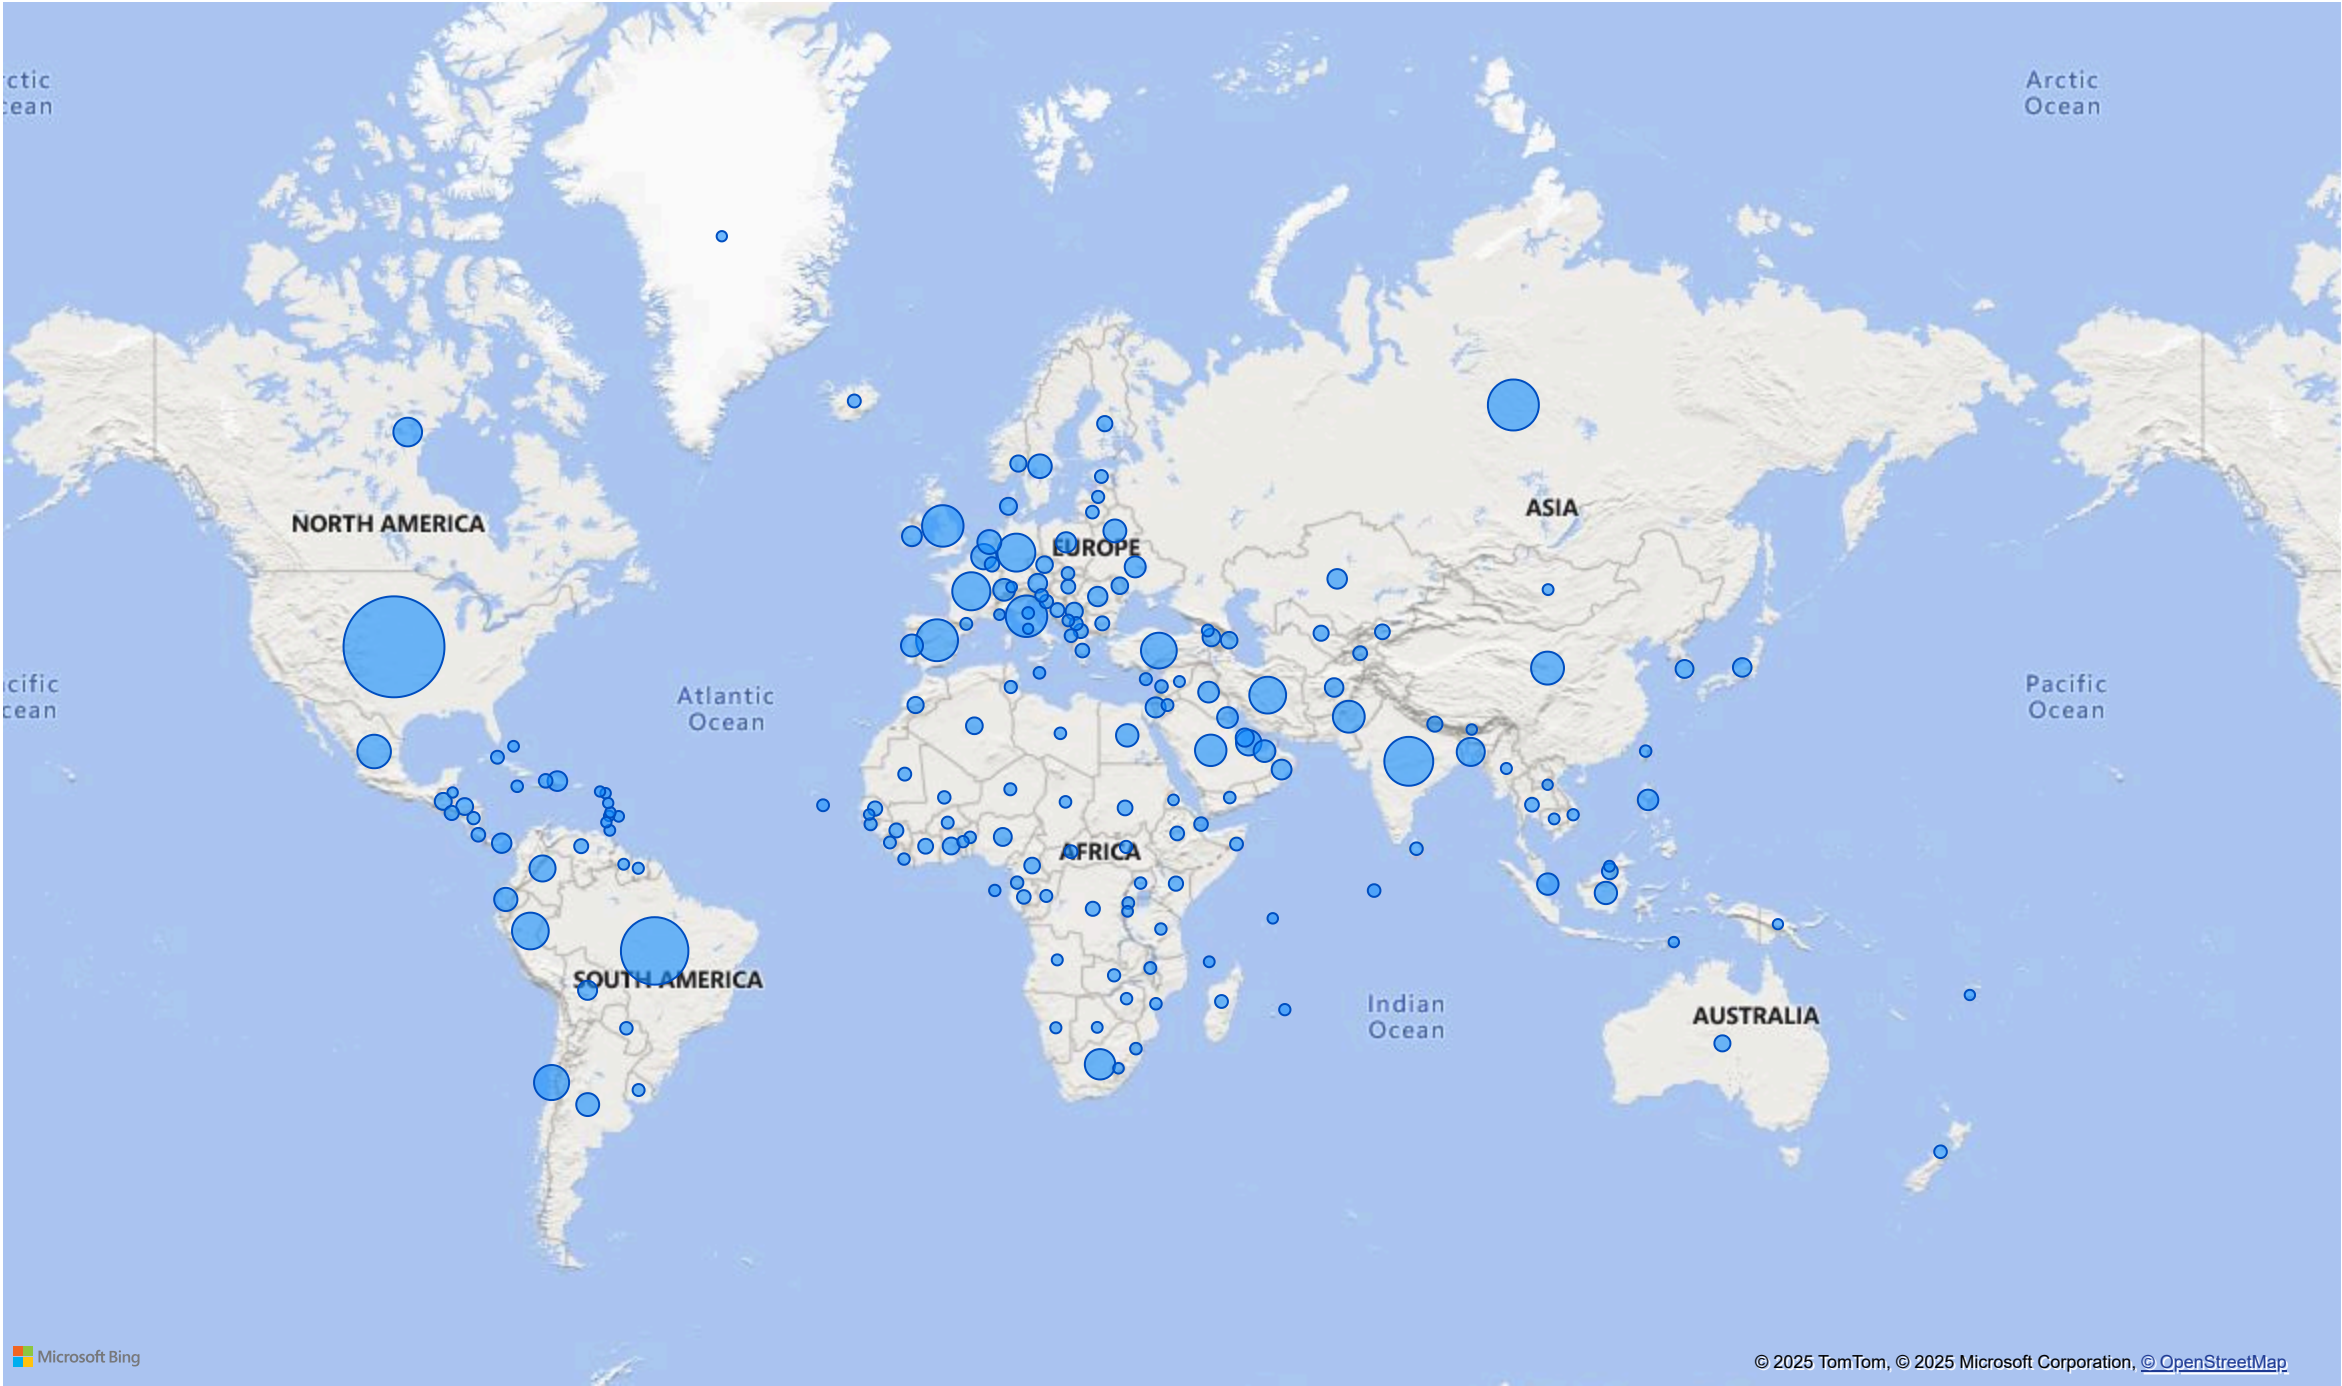 rctic
cean
Arctic
Ocean
NORTH AMERICA
ASIA
EUROPE
cific
cean
Atlantic
Ocean
Pacific
Ocean
AFRICA
SOUTH AMERICA
Indian
Ocean
AUSTRALIA
Microsoft Bing
© 2025 TomTom, © 2025 Microsoft Corporation, © OpenStreetMap